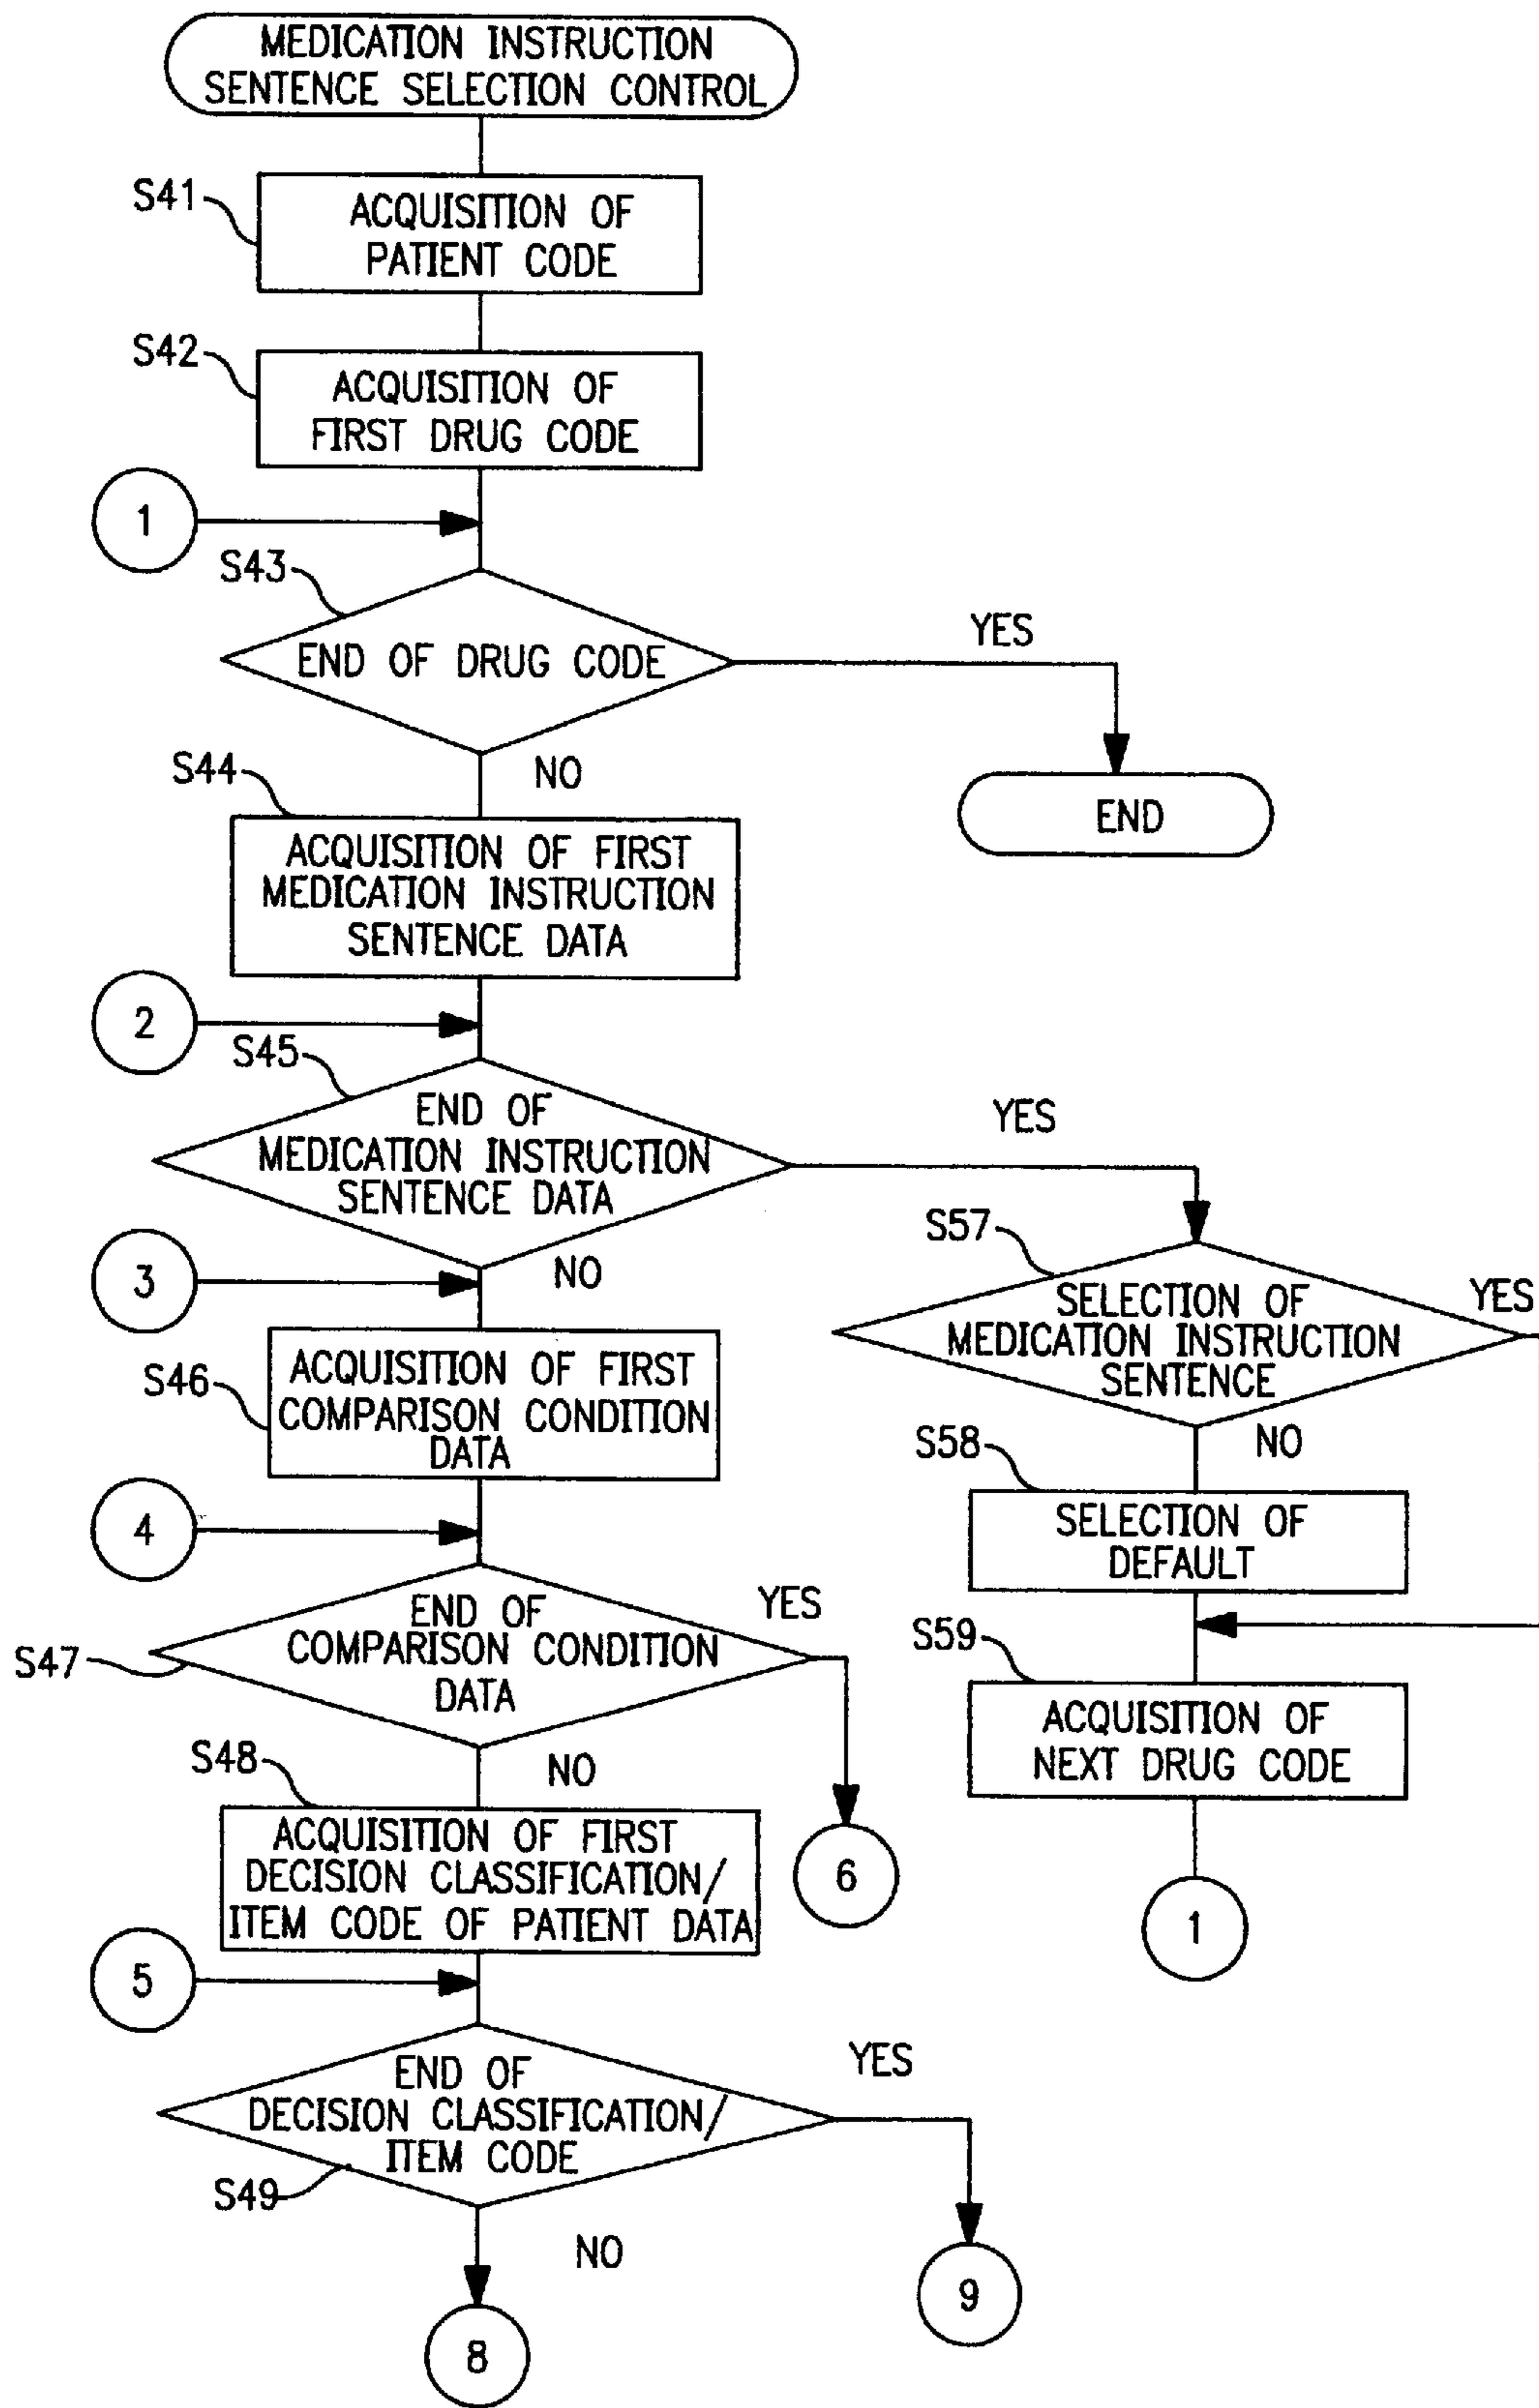 MEDICATION INSTRUCTION
SENTENCE SELECTION CONTROL
S41
ACQUISITION OF
PATIENT CODE
S42
ACQUISITION OF
FIRST DRUG CODE
1
S43
END OF DRUG CODE
YES
NO
END
S44
ACQUISITION OF FIRST
MEDICATION INSTRUCTION
SENTENCE DATA
2
S45
END OF
MEDICATION INSTRUCTION
SENTENCE DATA
YES
NO
3
S46
ACQUISITION OF FIRST
COMPARISON CONDITION
DATA
4
S47
END OF
COMPARISON CONDITION
DATA
YES
NO
6
S48
ACQUISITION OF FIRST
DECISION CLASSIFICATION/
ITEM CODE OF PATIENT DATA
5
END OF
DECISION CLASSIFICATION/
ITEM CODE
S49
YES
NO
9
8
S57
SELECTION OF
MEDICATION INSTRUCTION
SENTENCE
YES
NO
S58
SELECTION OF
DEFAULT
S59
ACQUISITION OF
NEXT DRUG CODE
1